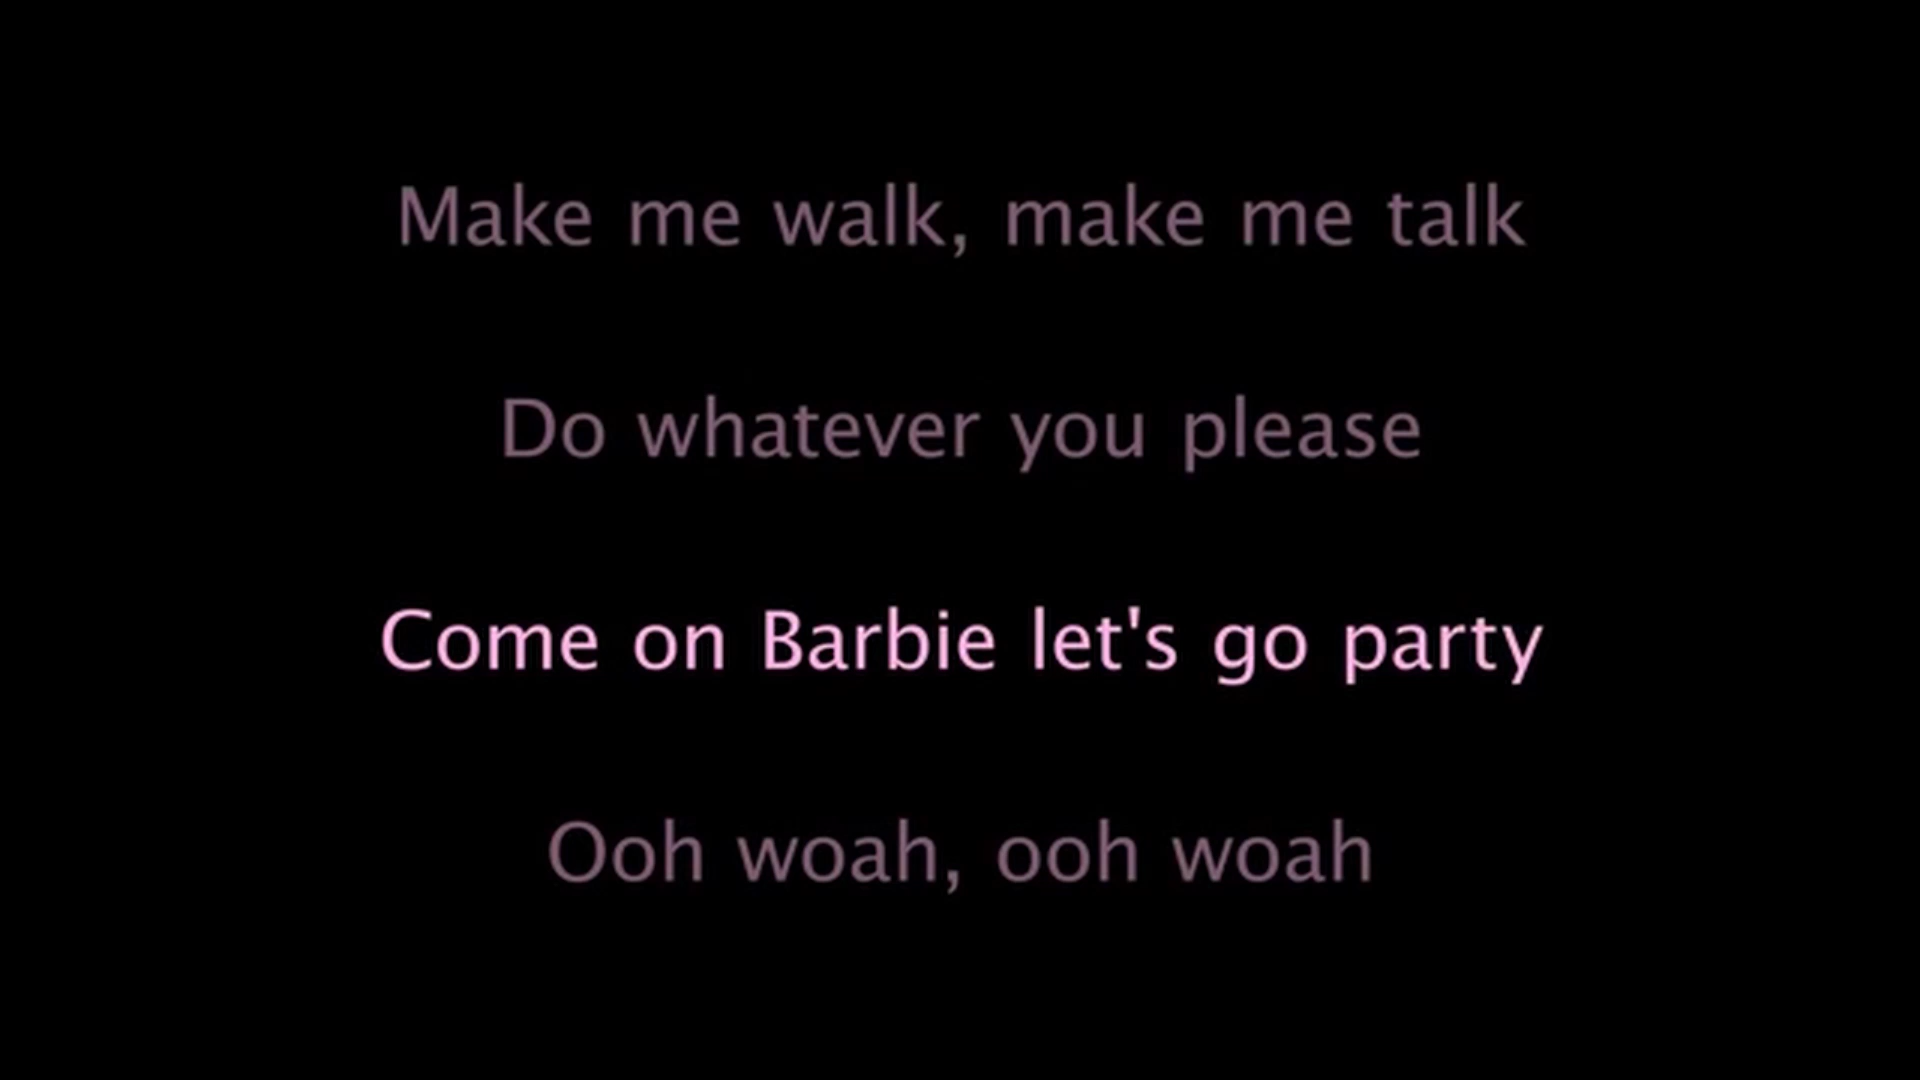 Make me walk, make me talk
Do whatever you please
Come on Barbie let's go party
Ooh woah, ooh woah